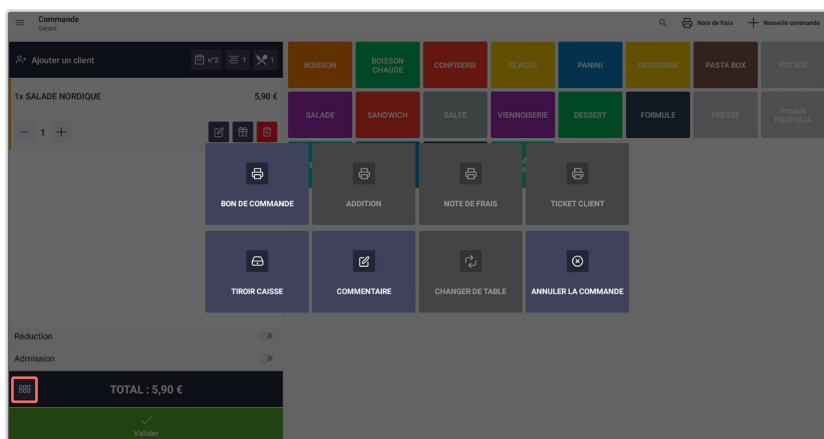 Commande
Gérant
Note de frais
Nouvelle commande
Ajouter un client
n°2
1
1
1x SALADE NORDIQUE
5,90 €
1
BOISSON
BOISSON CHAUDE
CONFISERIE
GLACES
PANINI
PATISSERIE
PASTA BOX
POTAGE
SALADE
SANDWICH
SALEE
VIENNOISERIE
DESSERT
FORMULE
PRESSE
Produit PROPOLIA
BON DE COMMANDE
ADDITION
NOTE DE FRAIS
TICKET CLIENT
TIROIR CAISSE
COMMENTAIRE
CHANGER DE TABLE
ANNULER LA COMMANDE
Réduction
Admission
TOTAL : 5,90 €
Valider